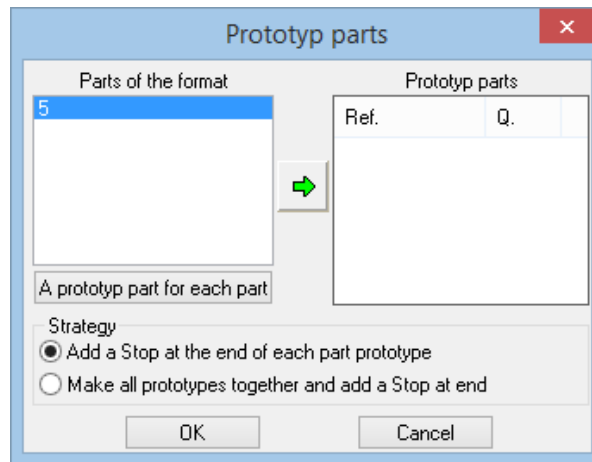 Prototyp parts
Parts of the format
Prototyp parts
5
Ref. Q.
A prototyp part for each part
Strategy
Add a Stop at the end of each part prototype
Make all prototypes together and add a Stop at end
OK Cancel